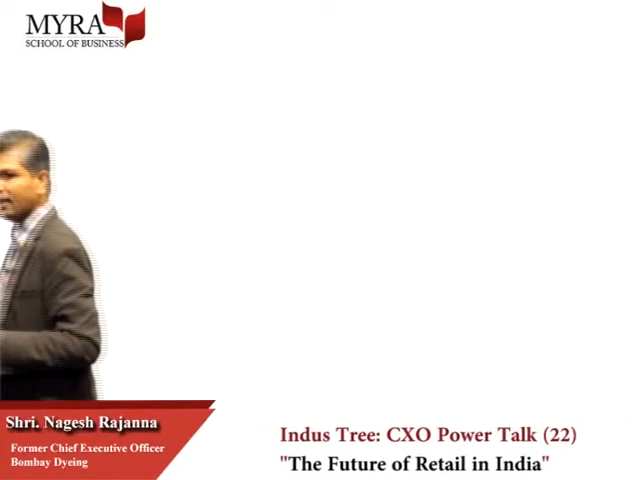 MYRA
SCHOOL OF BUSINESS
Shri. Nagesh Rajanna
Former Chief Executive Officer
Bombay Dyeing
Indus Tree: CXO Power Talk (22)
"The Future of Retail in India"